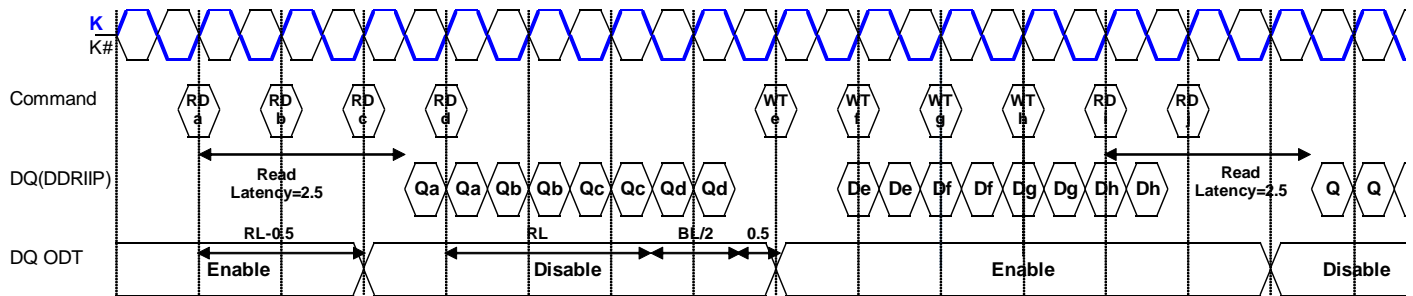 K
K#
Command
RD a
RD b
RD c
RD d
WT e
WT f
WT g
WT h
RD i
RD j
DQ(DDRIIP)
Read
Latency=2.5
Qa Qa Qb Qb Qc Qc Qd Qd
De De Df Df Dg Dg Dh Dh
Read
Latency=2.5
Q Q
DQ ODT
RL-0.5
RL
BL/2
0.5
Enable
Disable
Enable
Disable